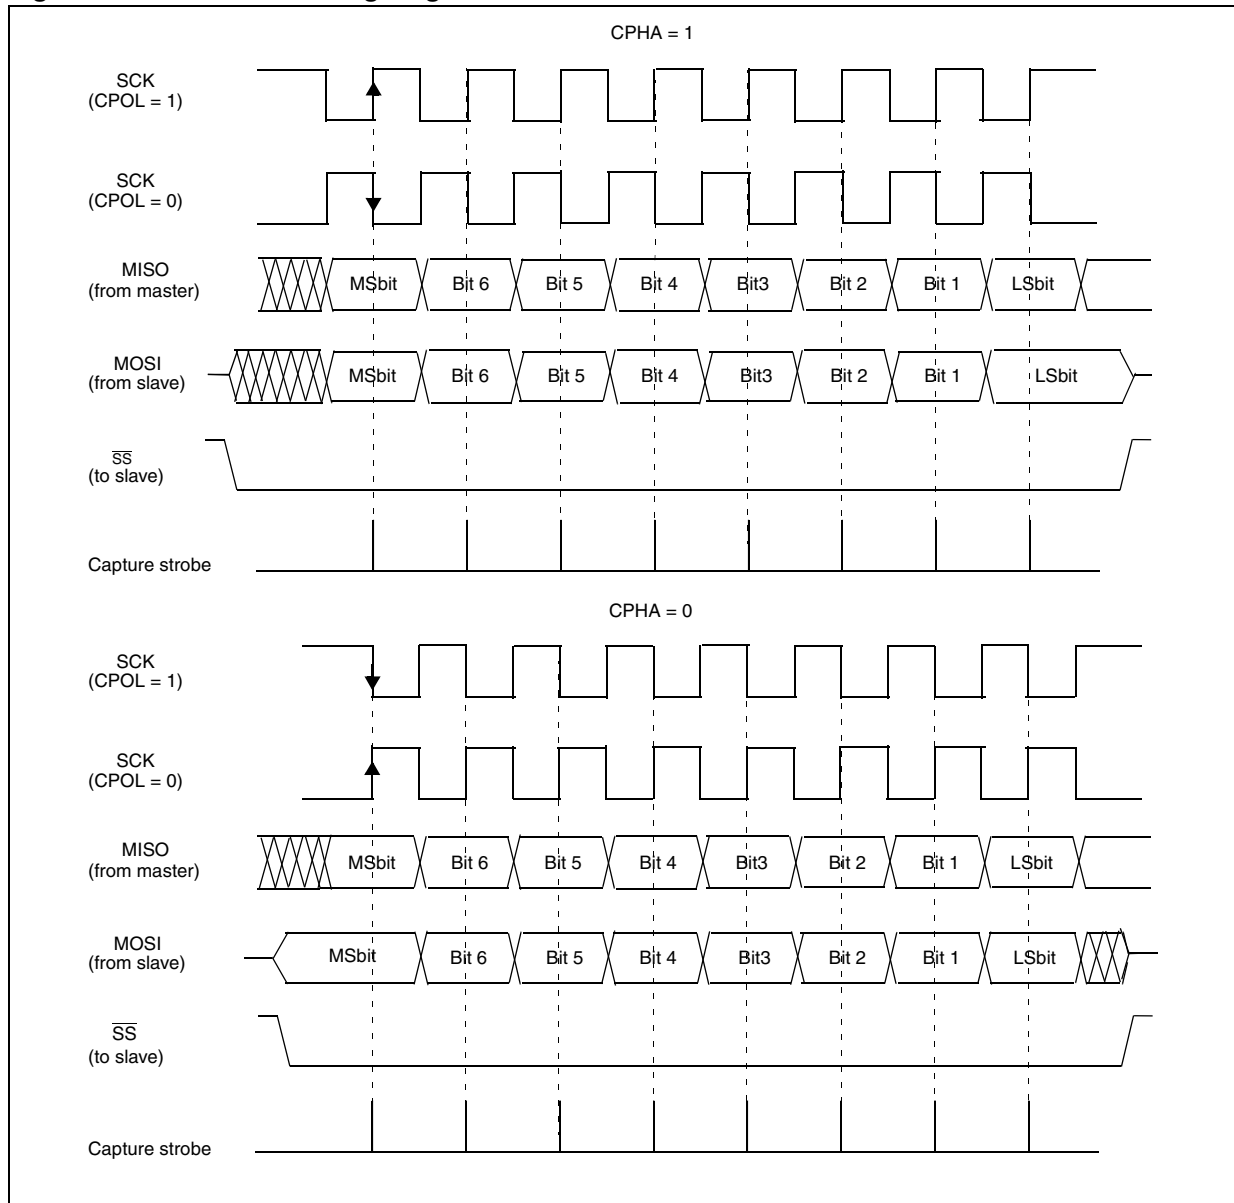 CPHA = 1
SCK
(CPOL = 1)
SCK
(CPOL = 0)
MISO
(from master)
MSbit Bit 6 Bit 5 Bit 4 Bit3 Bit 2 Bit 1 LSbit
MOSI
(from slave)
MSbit Bit 6 Bit 5 Bit 4 Bit3 Bit 2 Bit 1 LSbit
SS
(to slave)
Capture strobe
CPHA = 0
SCK
(CPOL = 1)
SCK
(CPOL = 0)
MISO
(from master)
MSbit Bit 6 Bit 5 Bit 4 Bit3 Bit 2 Bit 1 LSbit
MOSI
(from slave)
MSbit Bit 6 Bit 5 Bit 4 Bit3 Bit 2 Bit 1 LSbit
SS
(to slave)
Capture strobe